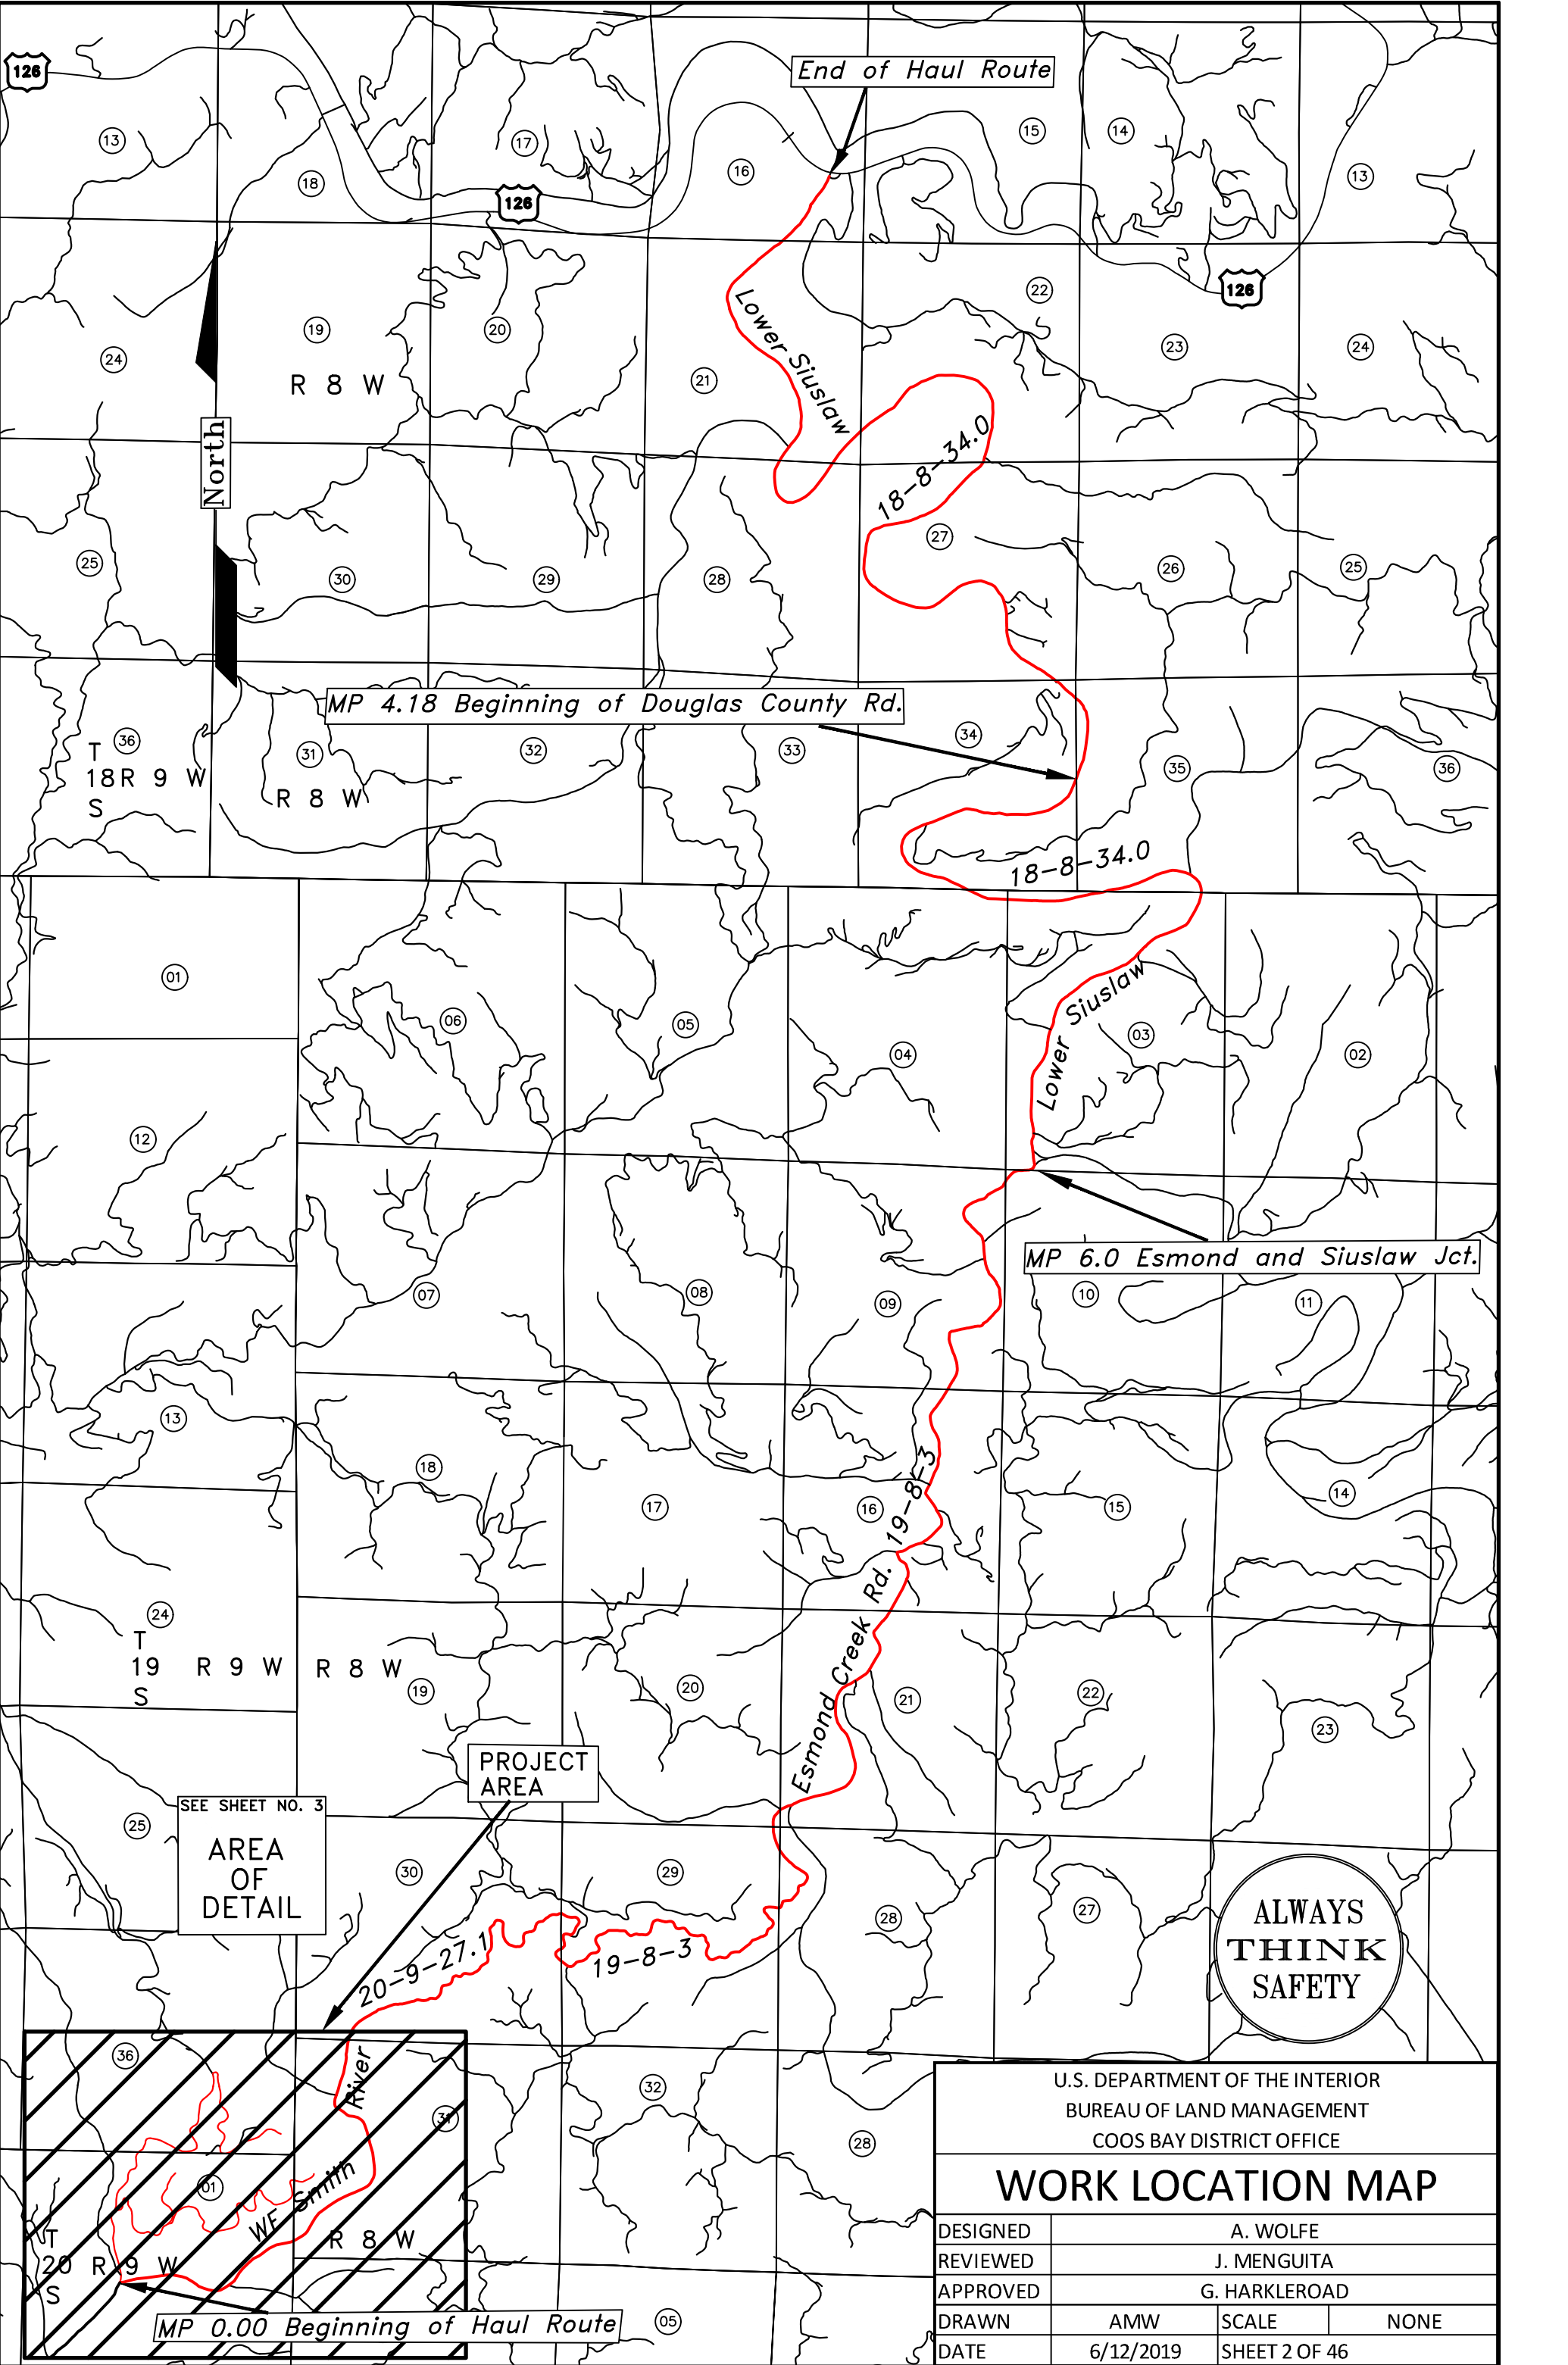 126
End of Haul Route
13
17
15
14
16
18
13
126
126
22
19
20
23
24
24
21
Lower Siuslaw
R 8 W
North
18-8-34.0
27
25
30
29
28
26
25
MP 4.18 Beginning of Douglas County Rd.
36
31
32
33
34
35
36
T
18 R 9 W
S
R 8 W
18-8-34.0
01
06
05
04
03
02
Lower Siuslaw
12
MP 6.0 Esmond and Siuslaw Jct.
07
08
09
10
11
13
18
17
16
15
14
19-8-3
Esmond Creek Rd.
24
T
19 R 9 W R 8 W
S
19
20
21
22
23
PROJECT
AREA
SEE SHEET NO. 3
AREA
OF
DETAIL
25
30
29
28
27
ALWAYS
THINK
SAFETY
20-9-27.1
19-8-3
36
River
31
32
28
01
WF Smith
T
20 R 9 W
S
R 8 W
MP 0.00 Beginning of Haul Route
05
U.S. DEPARTMENT OF THE INTERIOR
BUREAU OF LAND MANAGEMENT
COOS BAY DISTRICT OFFICE
WORK LOCATION MAP
DESIGNED A. WOLFE
REVIEWED J. MENGUITA
APPROVED G. HARKLEROAD
DRAWN AMW SCALE NONE
DATE 6/12/2019 SHEET 2 OF 46